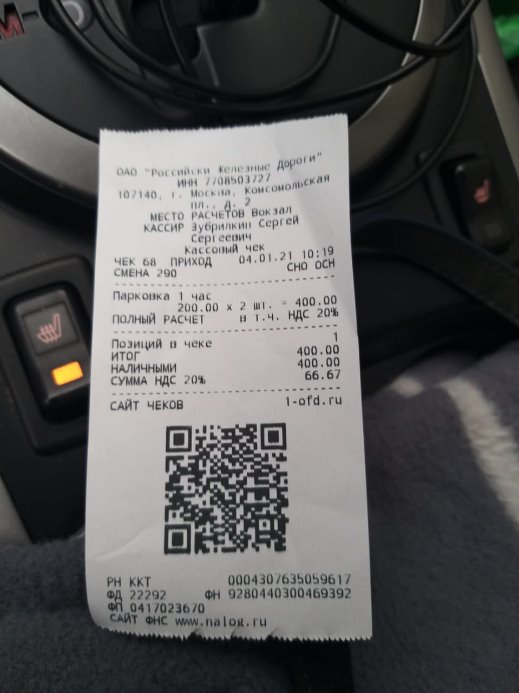 М-
ОАО "Российски Железные Дороги"
ИНН 7708503727
107140, г. Москва, Комсомольская
пл., д. 2
МЕСТО РАСЧЕТОВ Вокзал
КАССИР Зубрилкин Сергей
Сергеевич
Кассовый чек
ЧЕК 68 ПРИХОД 04.01.21 10:19
СМЕНА 290 СНО ОСН
Парковка 1 час
200.00 x 2 шт. = 400.00
ПОЛНЫЙ РАСЧЕТ В Т.Ч. НДС 20%
Позиций в чеке 1
ИТОГ 400.00
НАЛИЧНЫМИ 400.00
СУММА НДС 20% 66.67
САЙТ ЧЕКОВ 1-ofd.ru
РН ККТ 0004307635059617
ФД 22292 ФН 9280440300469392
ФП 0417023670
САЙТ ФНС www.nalog.ru